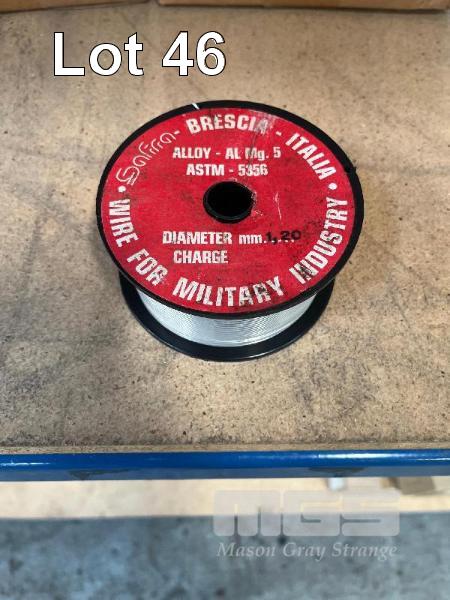 Lot 46
Safra - BRESCIA - ITALIA
ALLOY - AL Mg. 5
ASTM - 5356
DIAMETER mm. 1,20
CHARGE
• WIRE FOR MILITARY INDUSTRY •
MGS
Mason Gray Strange